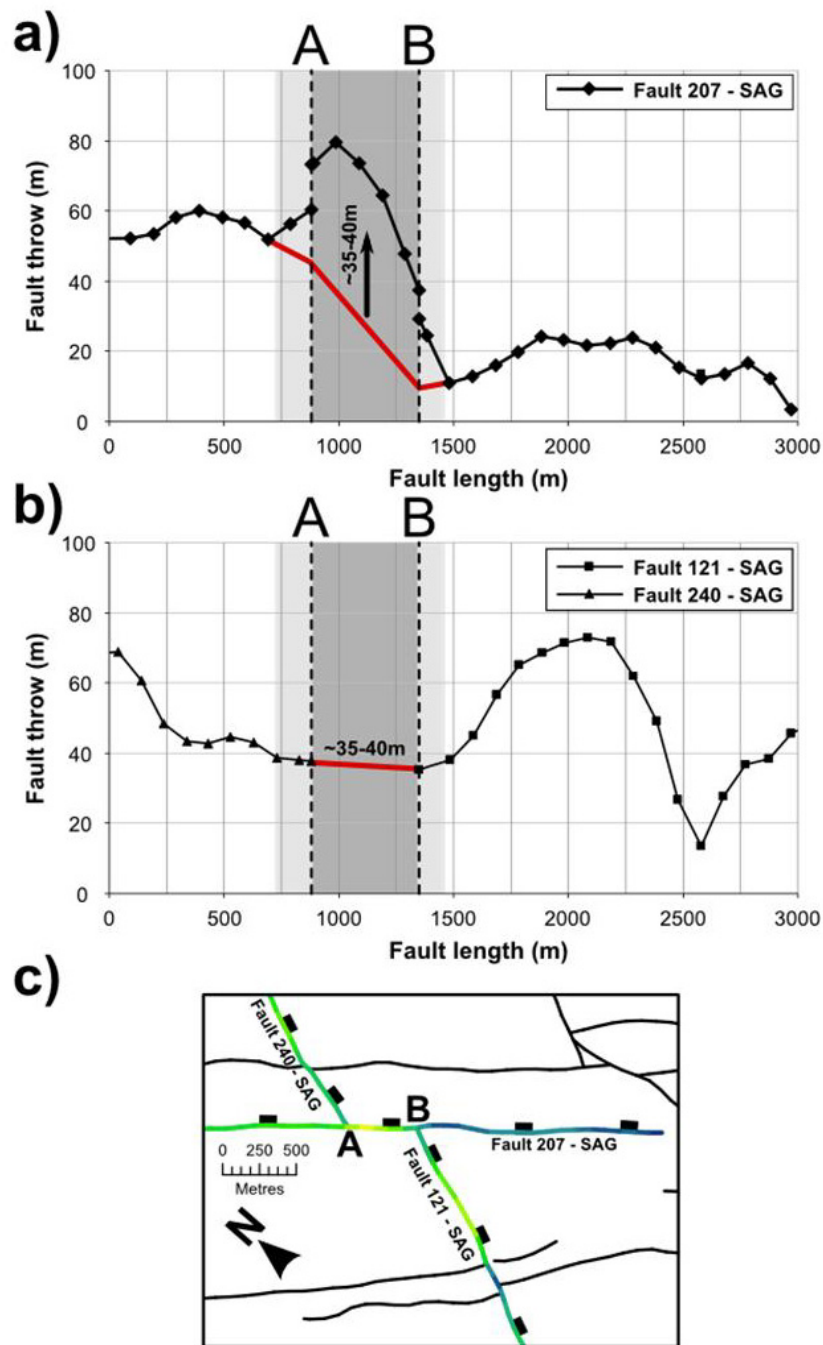 a)
A B
Fault 207 - SAG
Fault throw (m)
100
80
60
40
20
0
~35-40m
0 500 1000 1500 2000 2500 3000
Fault length (m)
b)
A B
Fault 121 - SAG
Fault 240 - SAG
Fault throw (m)
100
80
60
40
20
0
~35-40m
0 500 1000 1500 2000 2500 3000
Fault length (m)
c)
Fault 240 - SAG
B
A
Fault 207 - SAG
Fault 121 - SAG
0 250 500
Metres
N